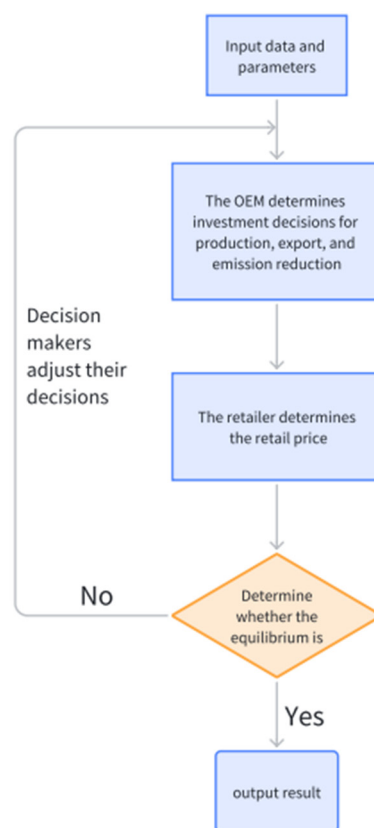 Input data and
parameters
The OEM determines
investment decisions for
production, export, and
emission reduction
Decision
makers
adjust their
decisions
The retailer determines
the retail price
No
Determine
whether the
equilibrium is
Yes
output result